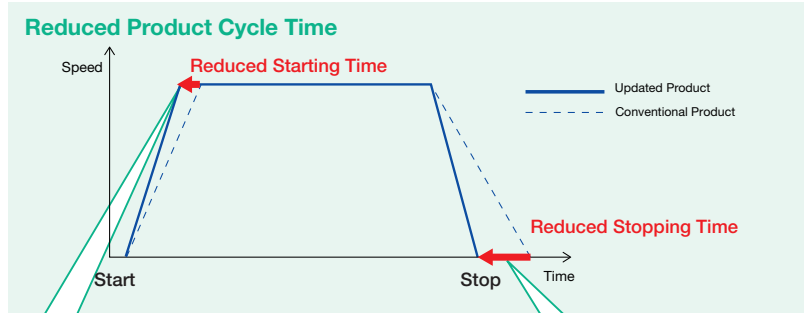 Reduced Product Cycle Time
Speed
Reduced Starting Time
Updated Product
Conventional Product
Reduced Stopping Time
Start
Stop
Time